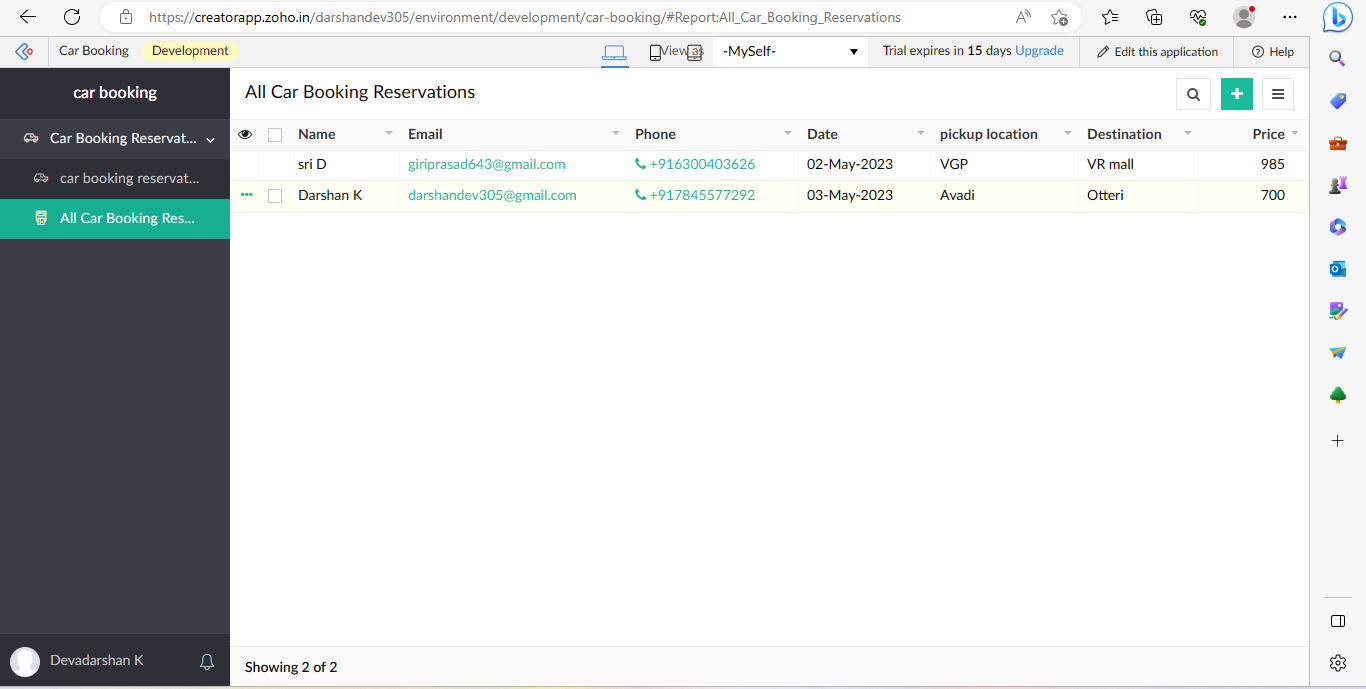 https://creatorapp.zoho.in/darshandev305/environment/development/car-booking/#Report:All_Car_Booking_Reservations
Car Booking Development View as -MySelf- Trial expires in 15 days Upgrade Edit this application Help
car booking
All Car Booking Reservations
Car Booking Reservat...
car booking reservat...
All Car Booking Res...
Name Email Phone Date pickup location Destination Price
sri D giriprasad643@gmail.com +916300403626 02-May-2023 VGP VR mall 985
Darshan K darshandev305@gmail.com +917845577292 03-May-2023 Avadi Otteri 700
Devadarshan K
Showing 2 of 2